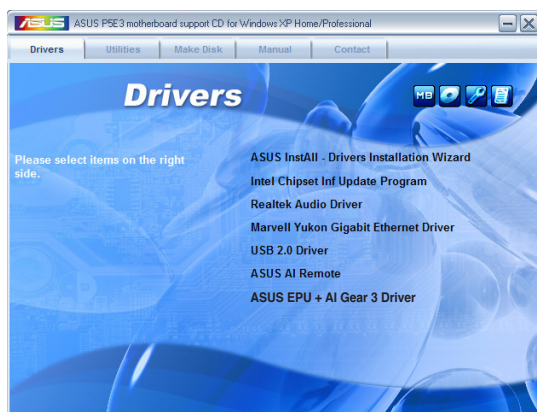 ASUS ASUS P5E3 motherboard support CD for Windows XP Home/Professional
Drivers Utilities Make Disk Manual Contact
Drivers
MB
Please select items on the right
side.
ASUS InstAll - Drivers Installation Wizard
Intel Chipset Inf Update Program
Realtek Audio Driver
Marvell Yukon Gigabit Ethernet Driver
USB 2.0 Driver
ASUS AI Remote
ASUS EPU + AI Gear 3 Driver